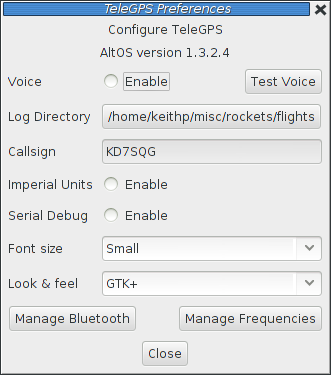 TeleGPS Preferences
Configure TeleGPS
AltOS version 1.3.2.4
Voice Enable Test Voice
Log Directory /home/keithp/misc/rockets/flights
Callsign KD7SQG
Imperial Units Enable
Serial Debug Enable
Font size Small
Look & feel GTK+
Manage Bluetooth Manage Frequencies
Close